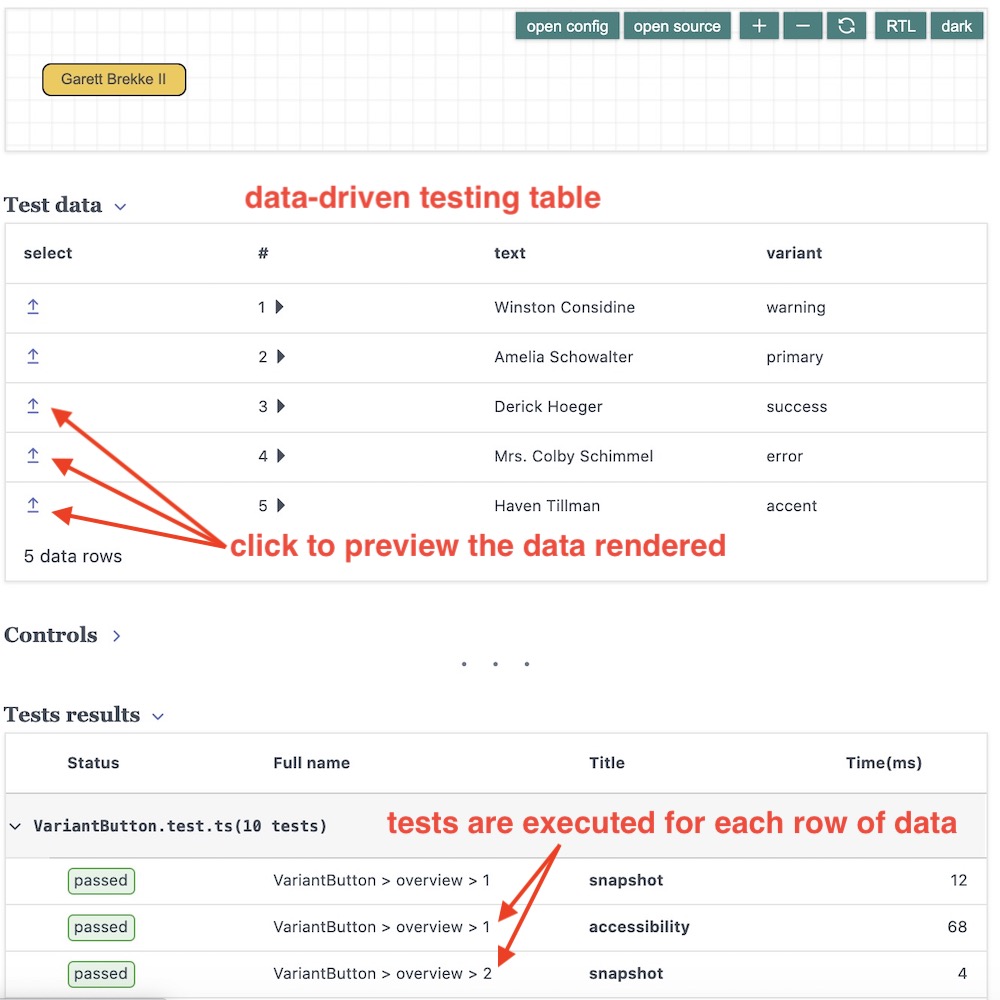 open config open source + − RTL dark
Garett Brekke II
Test data data-driven testing table
select # text variant
1 Winston Considine warning
2 Amelia Schowalter primary
3 Derick Hoeger success
4 Mrs. Colby Schimmel error
5 Haven Tillman accent
click to preview the data rendered
5 data rows
Controls
Tests results
Status Full name Title Time(ms)
VariantButton.test.ts(10 tests) tests are executed for each row of data
passed VariantButton > overview > 1 snapshot 12
passed VariantButton > overview > 1 accessibility 68
passed VariantButton > overview > 2 snapshot 4